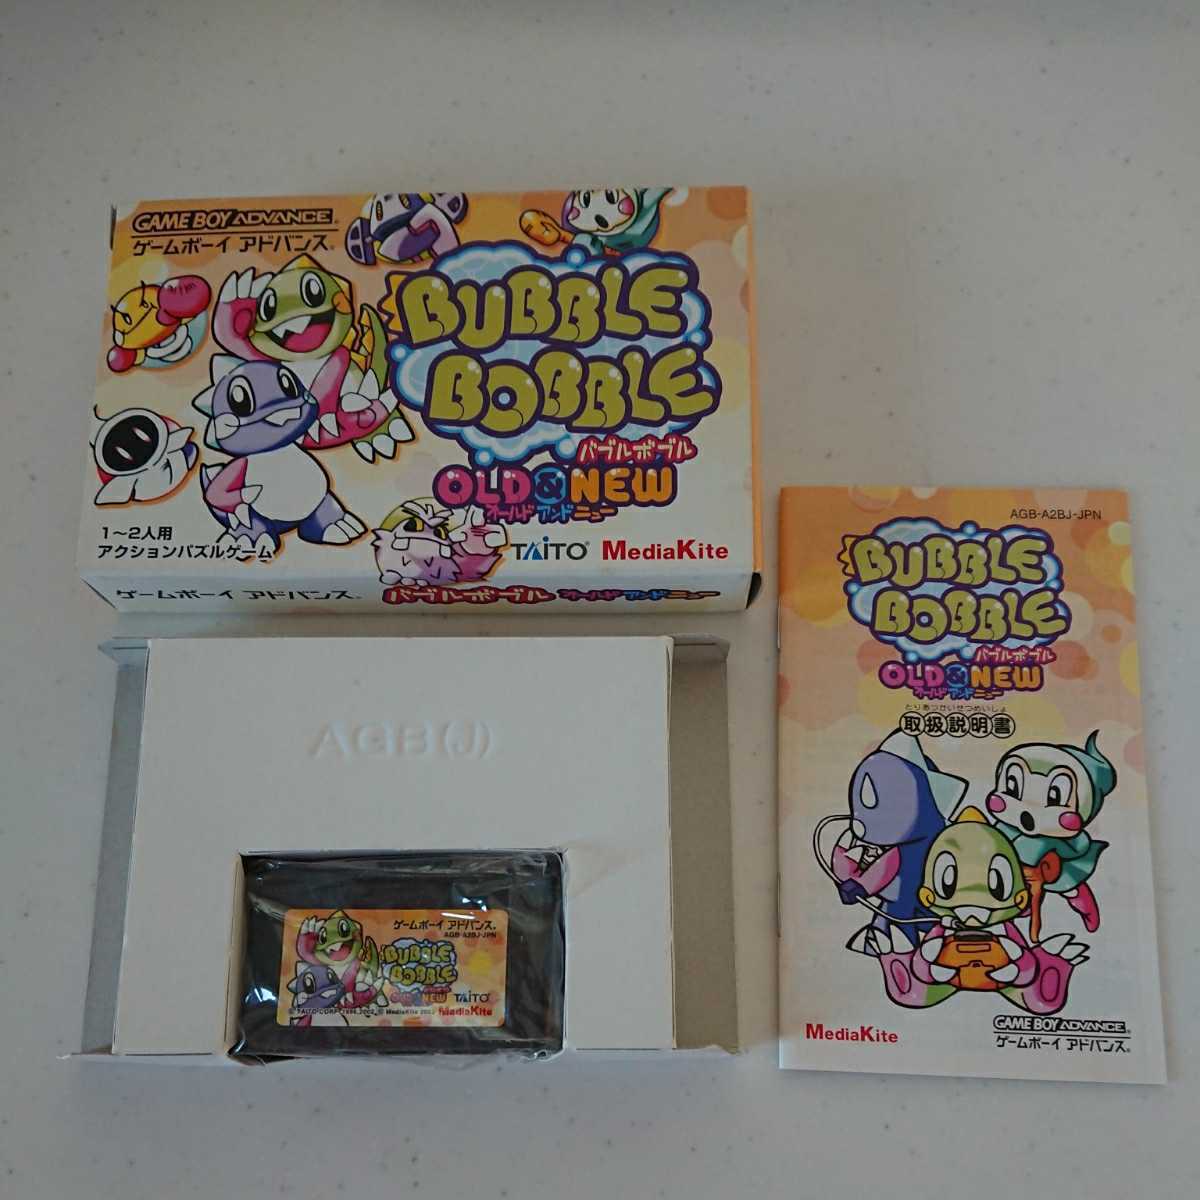 GAME BOY ADVANCE
ゲームボーイ アドバンス®
BUBBLE
BOBBLE
バブルボブル
OLD & NEW
オールド アンド ニュー
1~2人用
アクションパズルゲーム
TAITO® MediaKite
ゲームボーイ アドバンス® バブルボブル オールド アンド ニュー
AGB(J)
ゲームボーイ アドバンス®
AGB-A2BJ-JPN
BUBBLE
BOBBLE
OLD & NEW TAITO®
MediaKite
AGB-A2BJ-JPN
BUBBLE
BOBBLE
バブルボブル
OLD & NEW
オールド アンド ニュー
とりあつかいせつめいしょ
取扱説明書
MediaKite
GAME BOY ADVANCE
ゲームボーイ アドバンス®